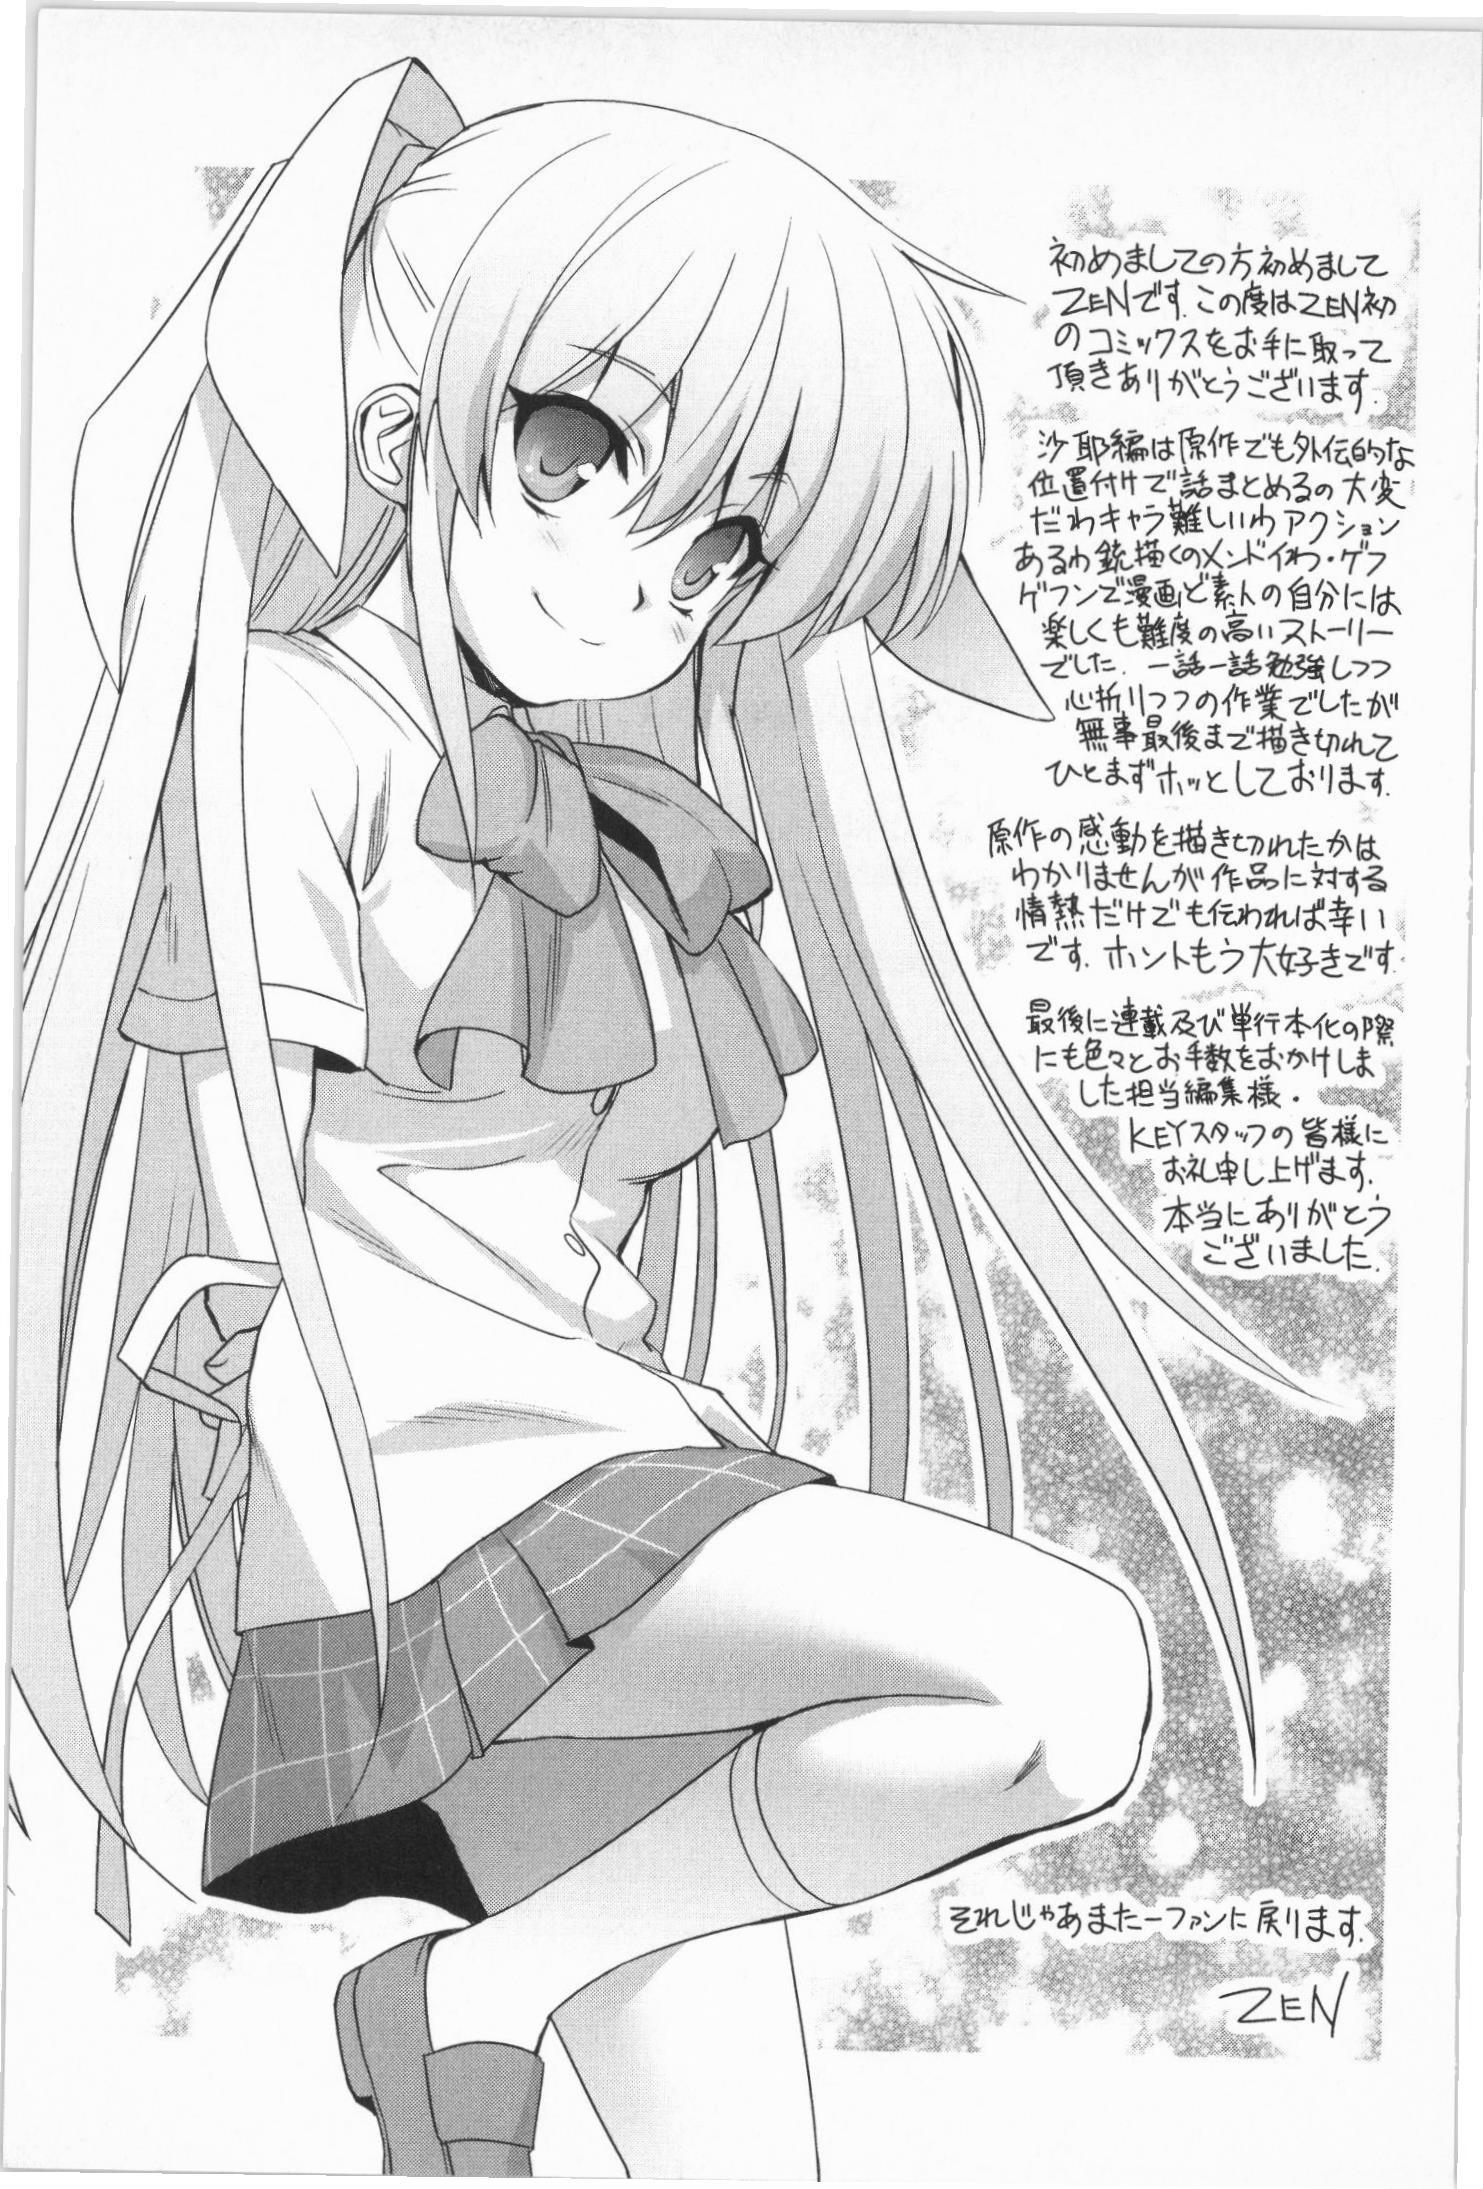 初めましての方初めまして
ZENです.この度はZEN初
のコミックスをお手に取って
頂きありがとうございます.
沙耶編は原作でも外伝的な
位置付けで話まとめるの大変
だわキャラ難しいわアクション
あるわ銃描くのメンドイわ・ゲフ
ゲフンで漫画ど素人の自分には
楽しくも難度の高いストーリー
でした.一話一話勉強しつつ
心折りつつの作業でしたが
無事最後まで描き切れて
ひとまずホッとしております.
原作の感動を描き切れたかは
わかりませんが作品に対する
情熱だけでも伝われば幸い
です.ホントもう大好きです.
最後に連載及び単行本化の際
にも色々とお手数をおかけしま
した担当編集様.
KEYスタッフの皆様に
お礼申し上げます.
本当にありがとう
ございました.
それじゃあまた一ファンに戻ります.
ZEN